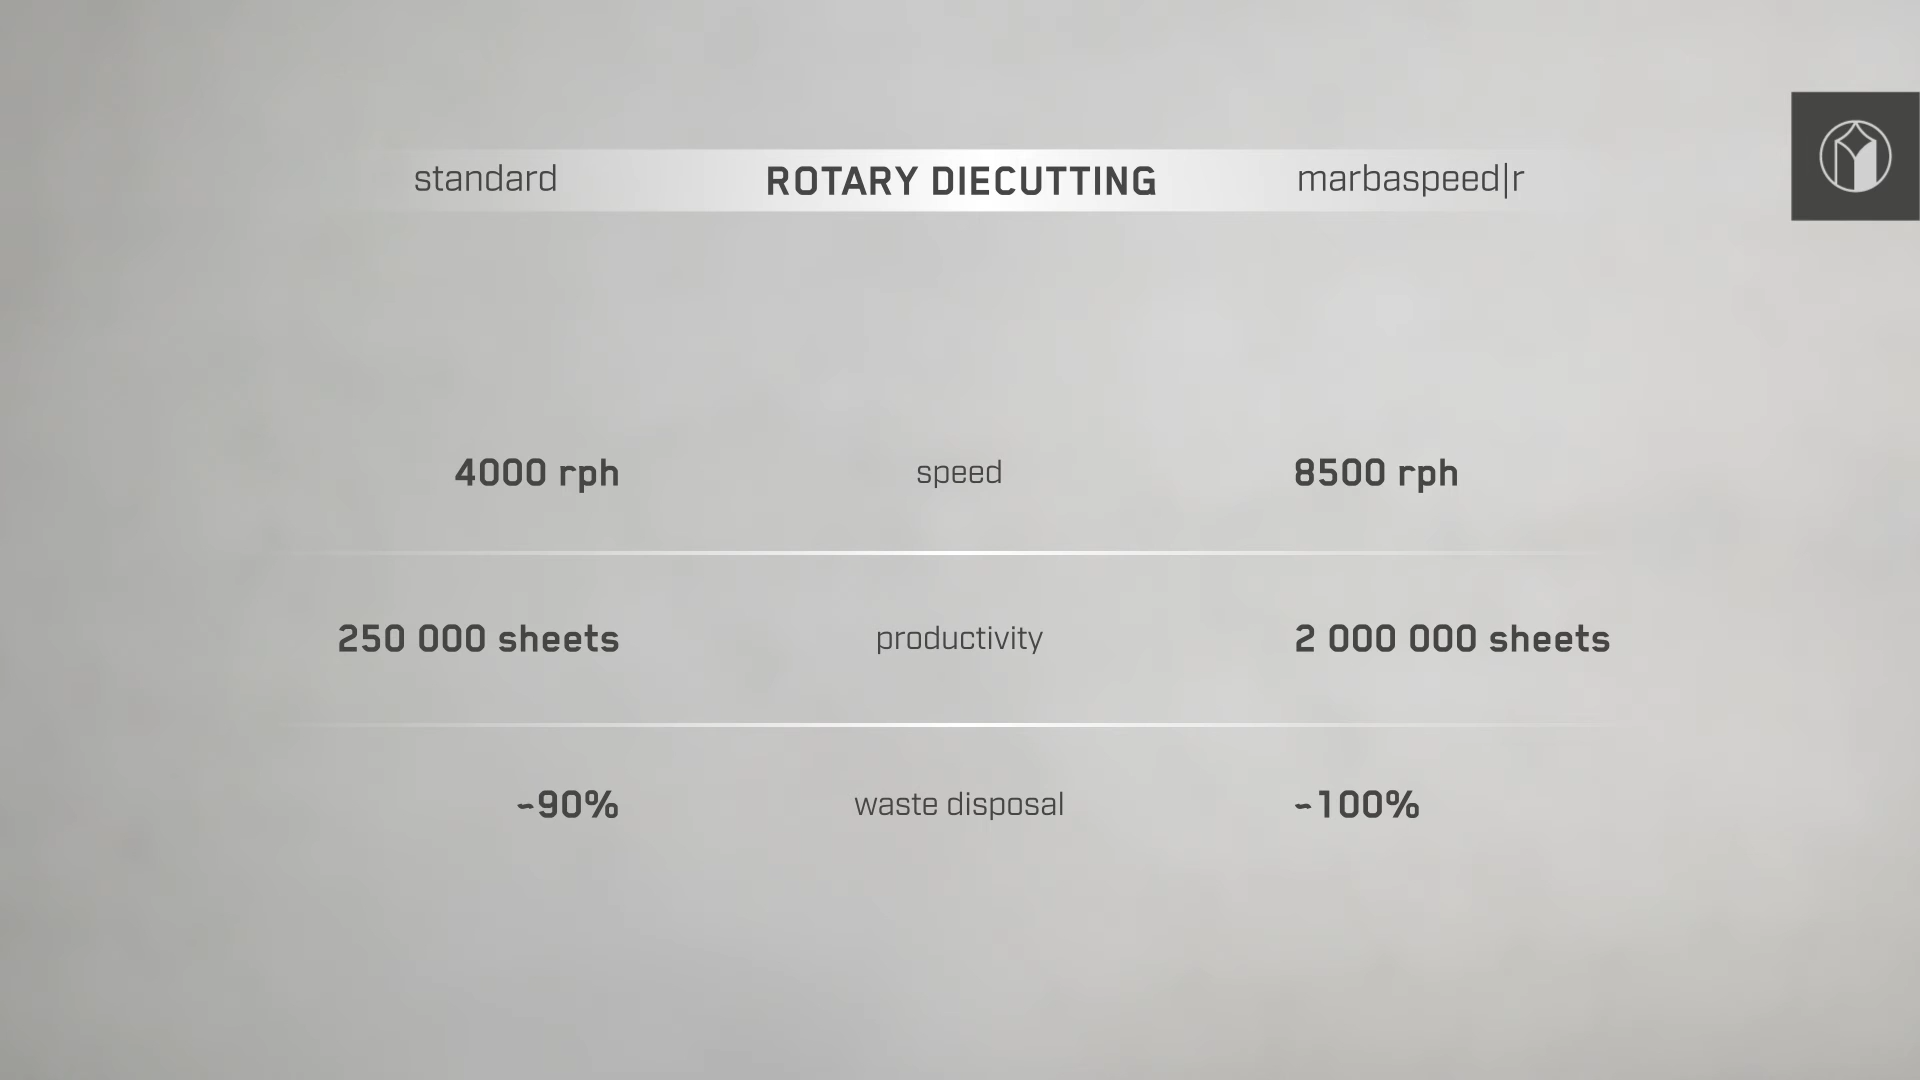 standard ROTARY DIECUTTING marbaspeed|r
4000 rph speed 8500 rph
250 000 sheets productivity 2 000 000 sheets
~90% waste disposal ~100%